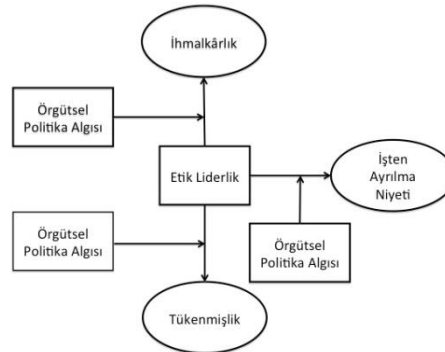 İhmalkârlık
Örgütsel
Politika Algısı
Etik Liderlik
İşten
Ayrılma
Niyeti
Örgütsel
Politika Algısı
Örgütsel
Politika Algısı
Tükenmişlik